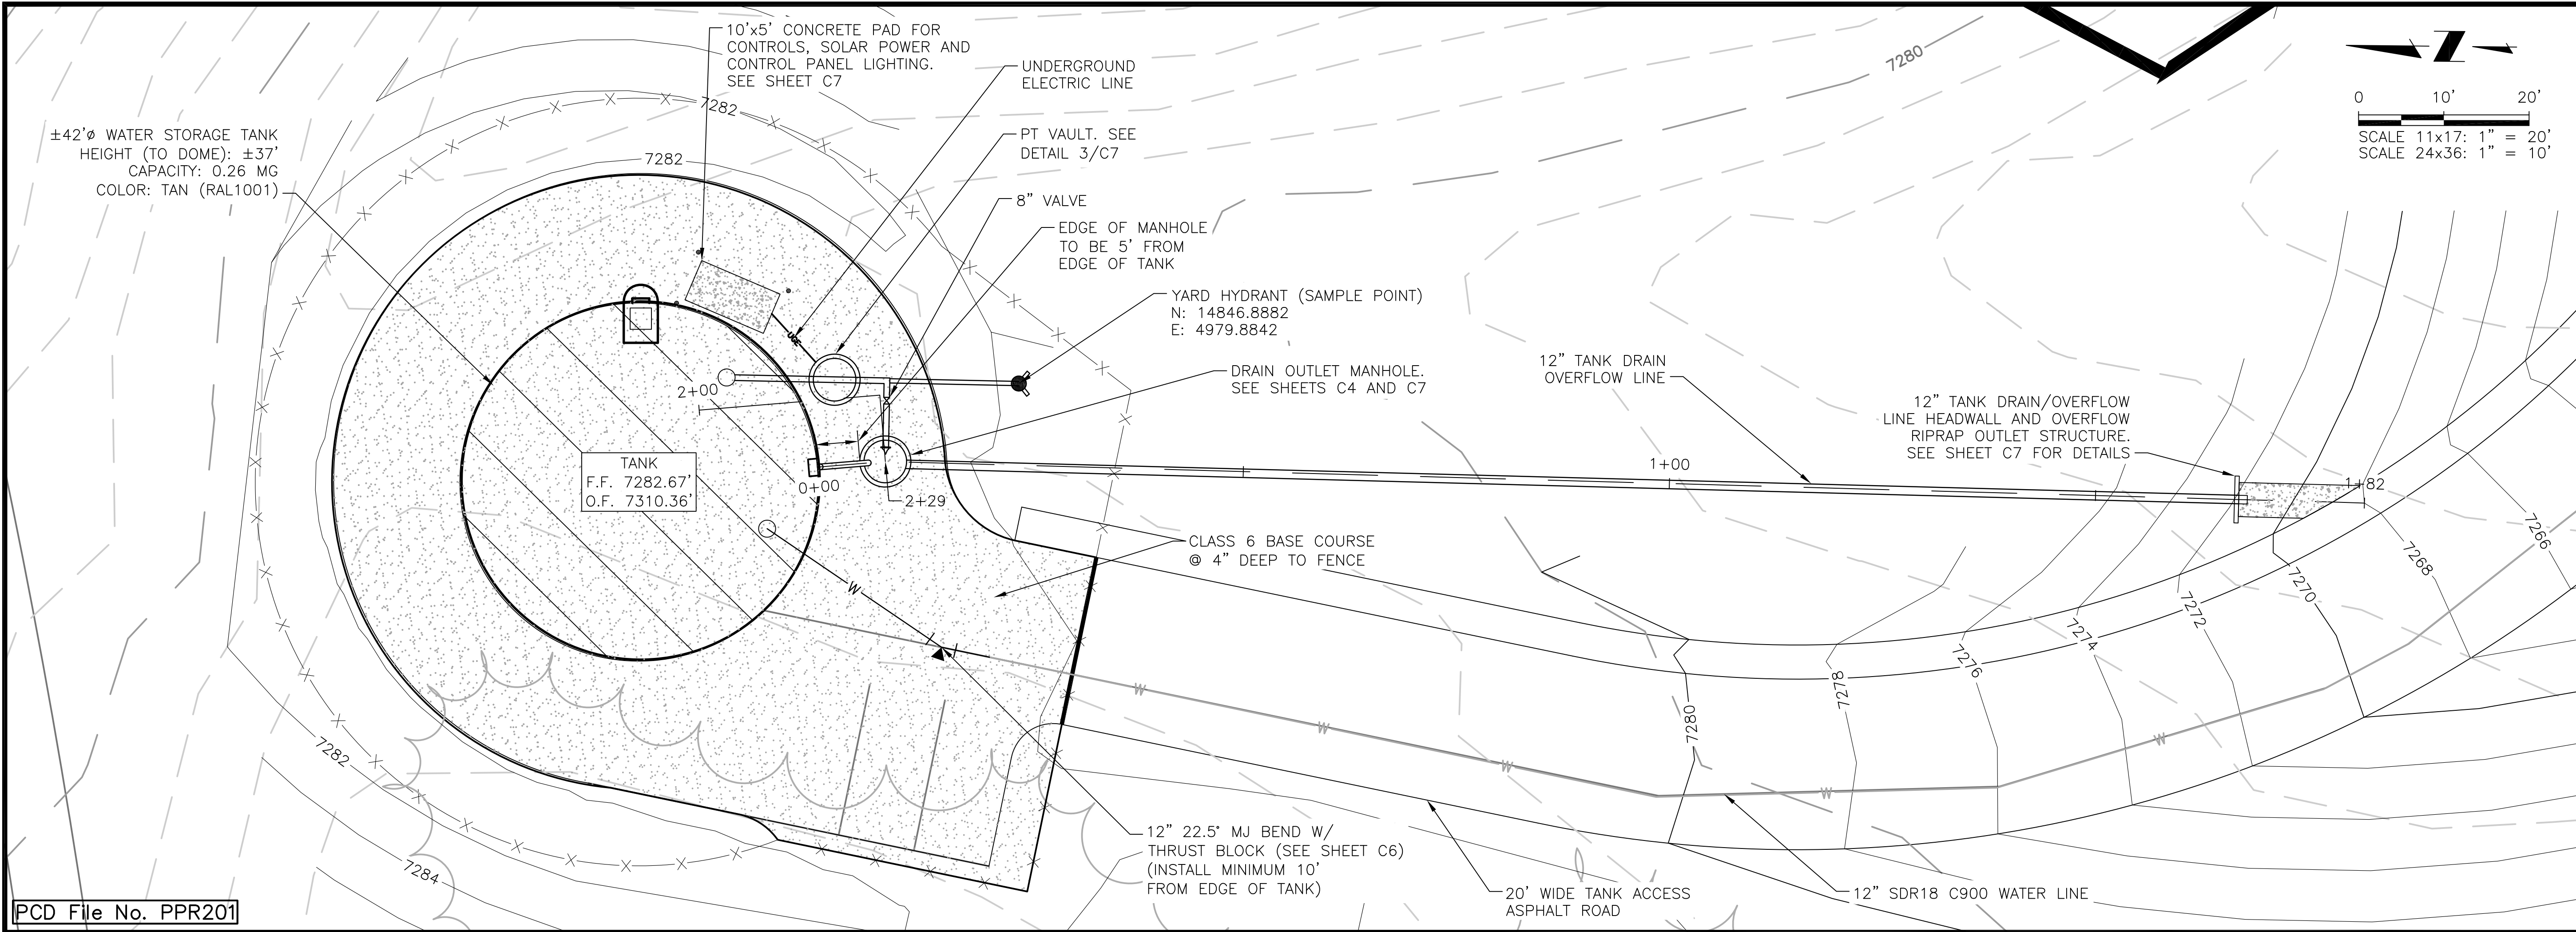 10'x5' CONCRETE PAD FOR
CONTROLS, SOLAR POWER AND
CONTROL PANEL LIGHTING.
SEE SHEET C7
UNDERGROUND
ELECTRIC LINE
7280
0 10' 20'
SCALE 11x17: 1" = 20'
SCALE 24x36: 1" = 10'
±42'ø WATER STORAGE TANK
HEIGHT (TO DOME): ±37'
CAPACITY: 0.26 MG
COLOR: TAN (RAL1001)
7282
7282
PT VAULT. SEE
DETAIL 3/C7
8" VALVE
EDGE OF MANHOLE
TO BE 5' FROM
EDGE OF TANK
YARD HYDRANT (SAMPLE POINT)
N: 14846.8882
E: 4979.8842
UGE
DRAIN OUTLET MANHOLE.
SEE SHEETS C4 AND C7
12" TANK DRAIN
OVERFLOW LINE
12" TANK DRAIN/OVERFLOW
LINE HEADWALL AND OVERFLOW
RIPRAP OUTLET STRUCTURE.
SEE SHEET C7 FOR DETAILS
2+00
TANK
F.F. 7282.67'
O.F. 7310.36'
0+00
2+29
1+00
1+82
CLASS 6 BASE COURSE
@ 4" DEEP TO FENCE
W
7266
7268
7270
7272
7274
7276
7278
7280
W
W
W
W
W
7282
7284
12" 22.5° MJ BEND W/
THRUST BLOCK (SEE SHEET C6)
(INSTALL MINIMUM 10'
FROM EDGE OF TANK)
20' WIDE TANK ACCESS
ASPHALT ROAD
12" SDR18 C900 WATER LINE
PCD File No. PPR201